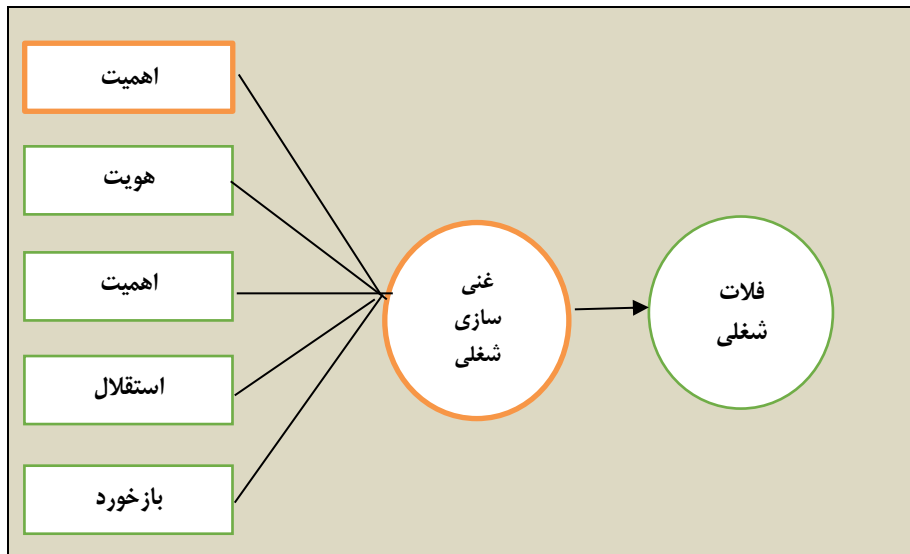 اهمیت
هویت
اهمیت
استقلال
بازخورد
غنی
سازی
شغلی
فلات
شغلی